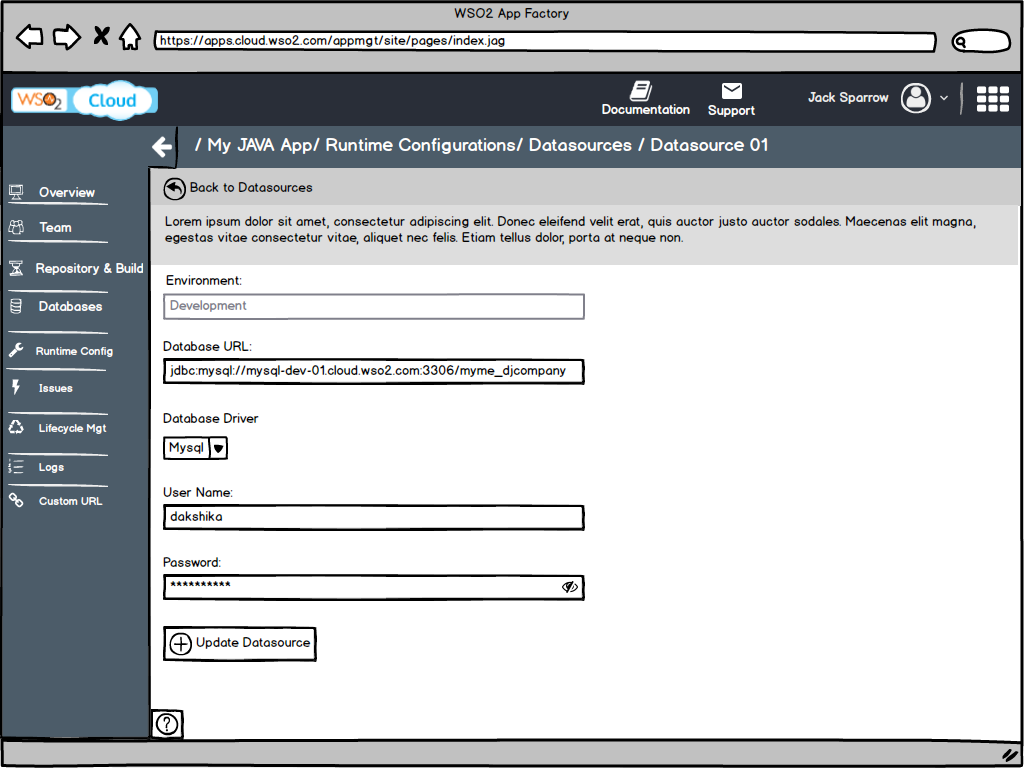 WSO2 App Factory
https://apps.cloud.wso2.com/appmgt/site/pages/index.jag
WSO2 Cloud
Documentation
Support
Jack Sparrow
/ My JAVA App/ Runtime Configurations/ Datasources / Datasource 01
Overview
Team
Repository & Build
Databases
Runtime Config
Issues
Lifecycle Mgt
Logs
Custom URL
Back to Datasources
Lorem ipsum dolor sit amet, consectetur adipiscing elit. Donec eleifend velit erat, quis auctor justo auctor sodales. Maecenas elit magna,
egestas vitae consectetur vitae, aliquet nec felis. Etiam tellus dolor, porta at neque non.
Environment:
Development
Database URL:
jdbc:mysql://mysql-dev-01.cloud.wso2.com:3306/myme_djcompany
Database Driver
Mysql
User Name:
dakshika
Password:
**********
Update Datasource
?